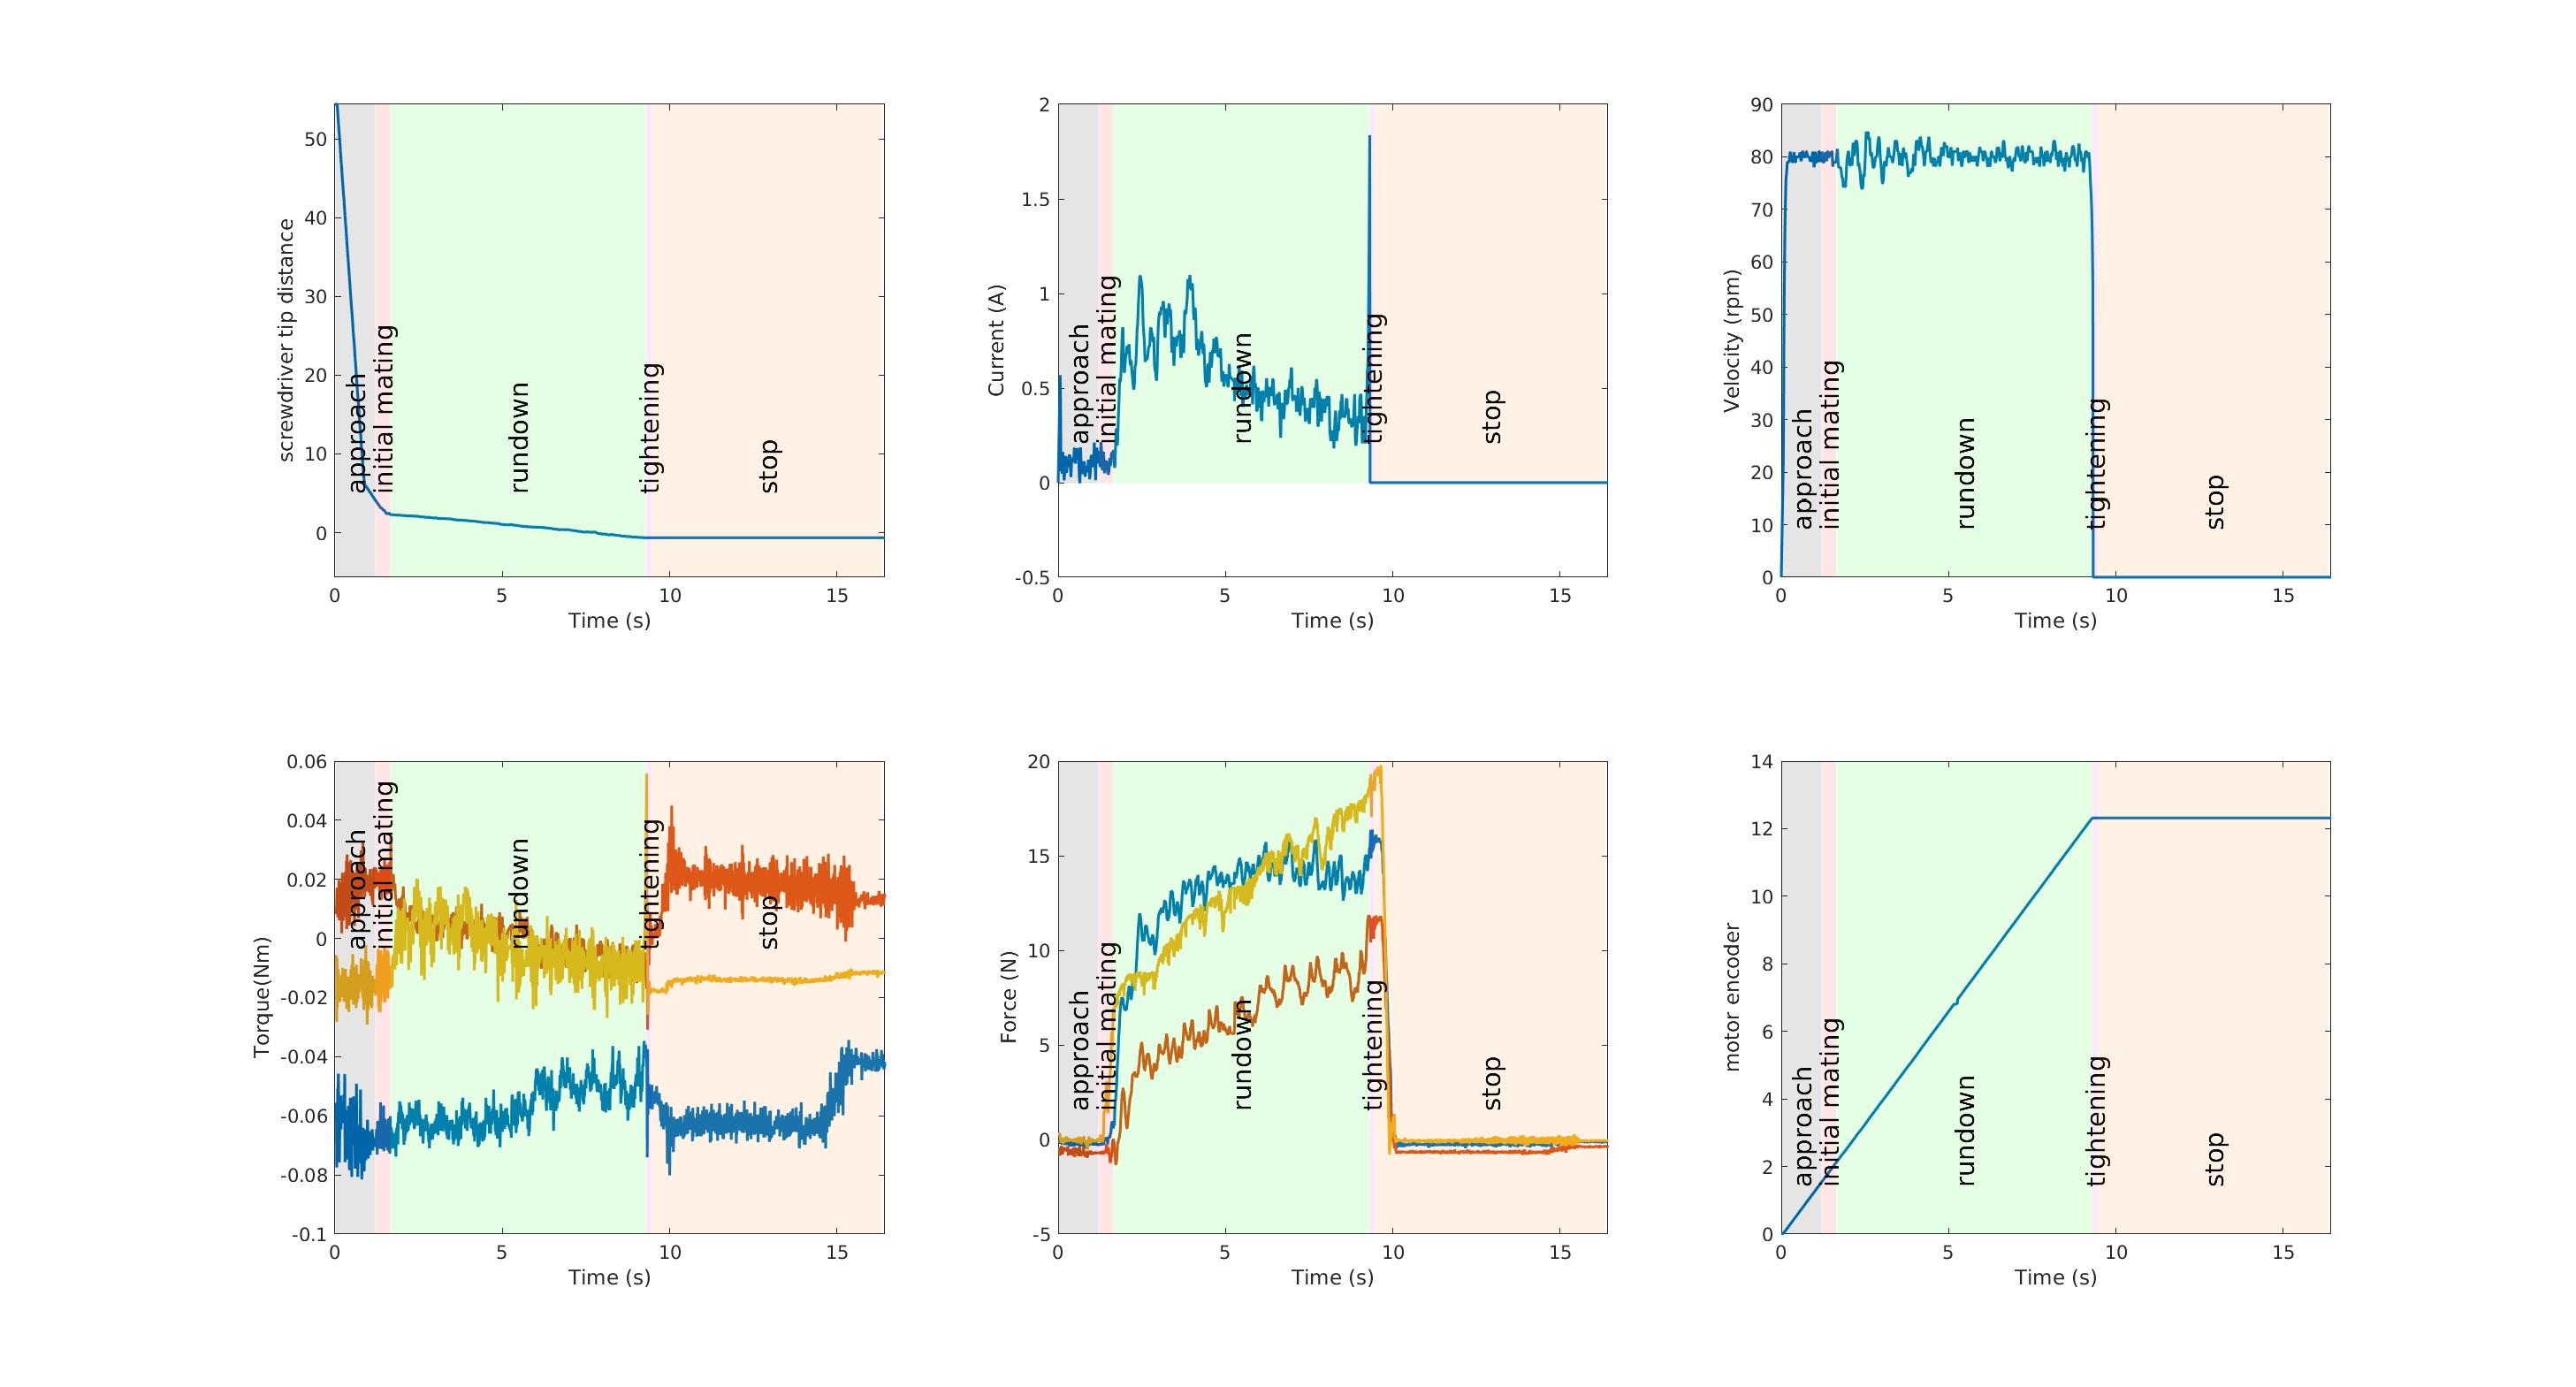 screwdriver tip distance
50
40
30
20
10
0
approach
initial mating
rundown
tightening
stop
0
5
10
15
Time (s)
Current (A)
2
1.5
1
0.5
0
-0.5
approach
initial mating
rundown
tightening
stop
0
5
10
15
Time (s)
Velocity (rpm)
90
80
70
60
50
40
30
20
10
0
approach
initial mating
rundown
tightening
stop
0
5
10
15
Time (s)
Torque(Nm)
0.06
0.04
0.02
0
-0.02
-0.04
-0.06
-0.08
-0.1
approach
initial mating
rundown
tightening
stop
0
5
10
15
Time (s)
Force (N)
20
15
10
5
0
-5
approach
initial mating
rundown
tightening
stop
0
5
10
15
Time (s)
motor encoder
14
12
10
8
6
4
2
0
approach
initial mating
rundown
tightening
stop
0
5
10
15
Time (s)